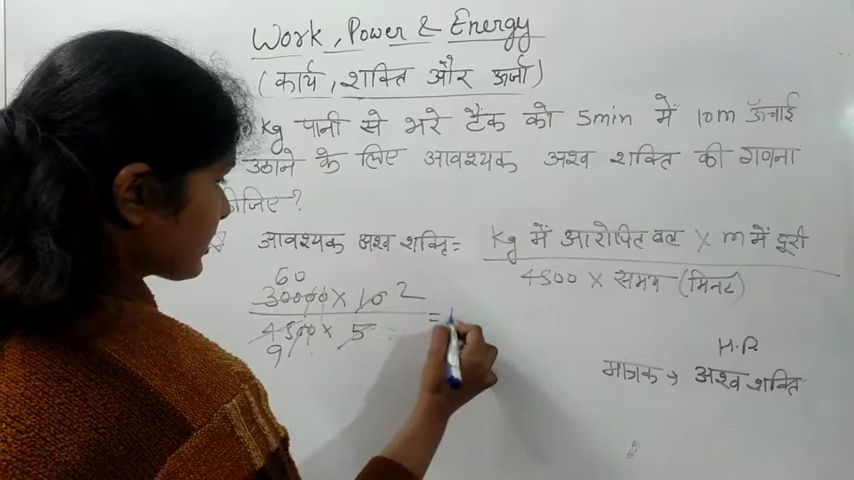 Work, Power & Energy
(कार्य, शक्ति और ऊर्जा)
Kg पानी से भरे टैंक को 5min में 10m ऊँचाई
उठाने के लिए आवश्यक अश्व शक्ति की गणना
कीजिए?
आवश्यक अश्व शक्ति = Kg में आरोपित बल × m में दूरी
4500 × समय (मिनट)
60
30000 × 10 2
4500 × 5 =
9
H.P.
मात्रक → अश्व शक्ति